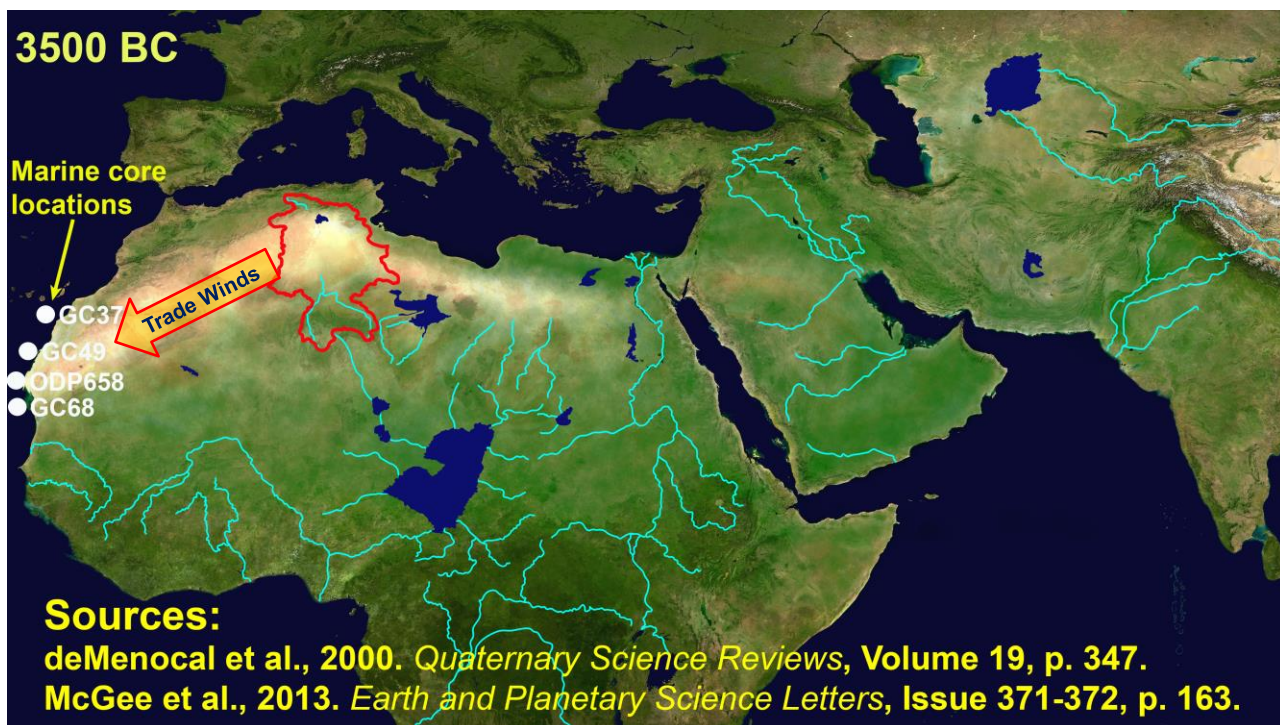 3500 BC
Marine core
locations
Trade Winds
GC37
GC49
ODP658
GC68
Sources:
deMenocal et al., 2000. Quaternary Science Reviews, Volume 19, p. 347.
McGee et al., 2013. Earth and Planetary Science Letters, Issue 371-372, p. 163.